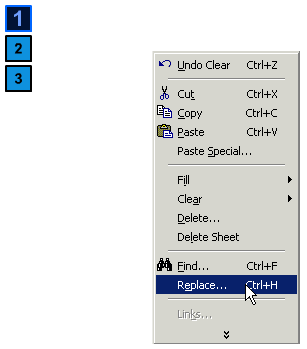 1
2
3
Undo Clear Ctrl+Z
Cut Ctrl+X
Copy Ctrl+C
Paste Ctrl+V
Paste Special...
Fill
Clear
Delete...
Delete Sheet
Find... Ctrl+F
Replace... Ctrl+H
Links...